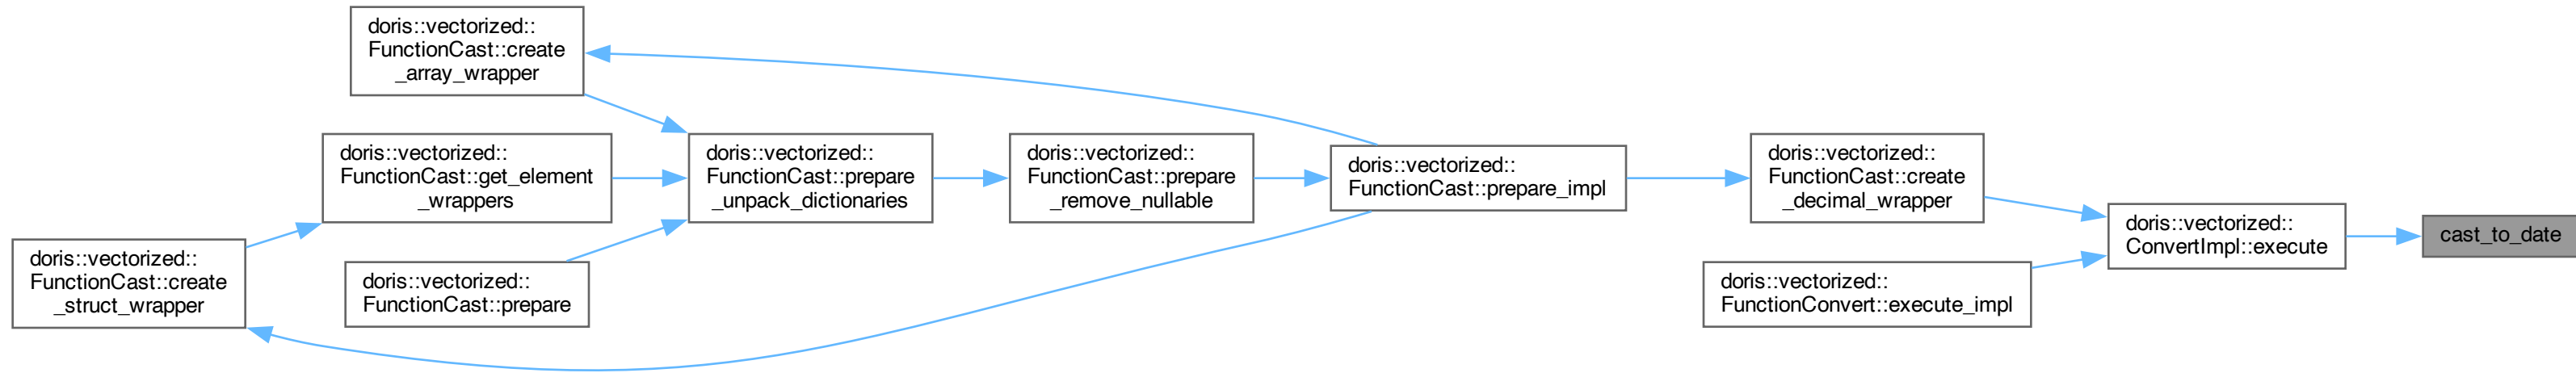 doris::vectorized::
FunctionCast::create
_array_wrapper
doris::vectorized::
FunctionCast::get_element
_wrappers
doris::vectorized::
FunctionCast::create
_struct_wrapper
doris::vectorized::
FunctionCast::prepare
doris::vectorized::
FunctionCast::prepare
_unpack_dictionaries
doris::vectorized::
FunctionCast::prepare
_remove_nullable
doris::vectorized::
FunctionCast::prepare_impl
doris::vectorized::
FunctionCast::create
_decimal_wrapper
doris::vectorized::
FunctionConvert::execute_impl
doris::vectorized::
ConvertImpl::execute
cast_to_date